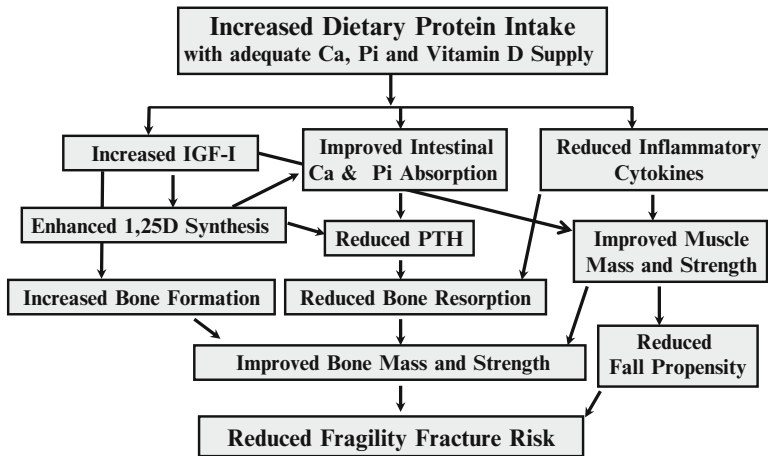 Increased Dietary Protein Intake
with adequate Ca, Pi and Vitamin D Supply
Increased IGF-I
Improved Intestinal
Ca & Pi Absorption
Reduced Inflammatory
Cytokines
Enhanced 1,25D Synthesis
Reduced PTH
Improved Muscle
Mass and Strength
Increased Bone Formation
Reduced Bone Resorption
Reduced
Fall Propensity
Improved Bone Mass and Strength
Reduced Fragility Fracture Risk